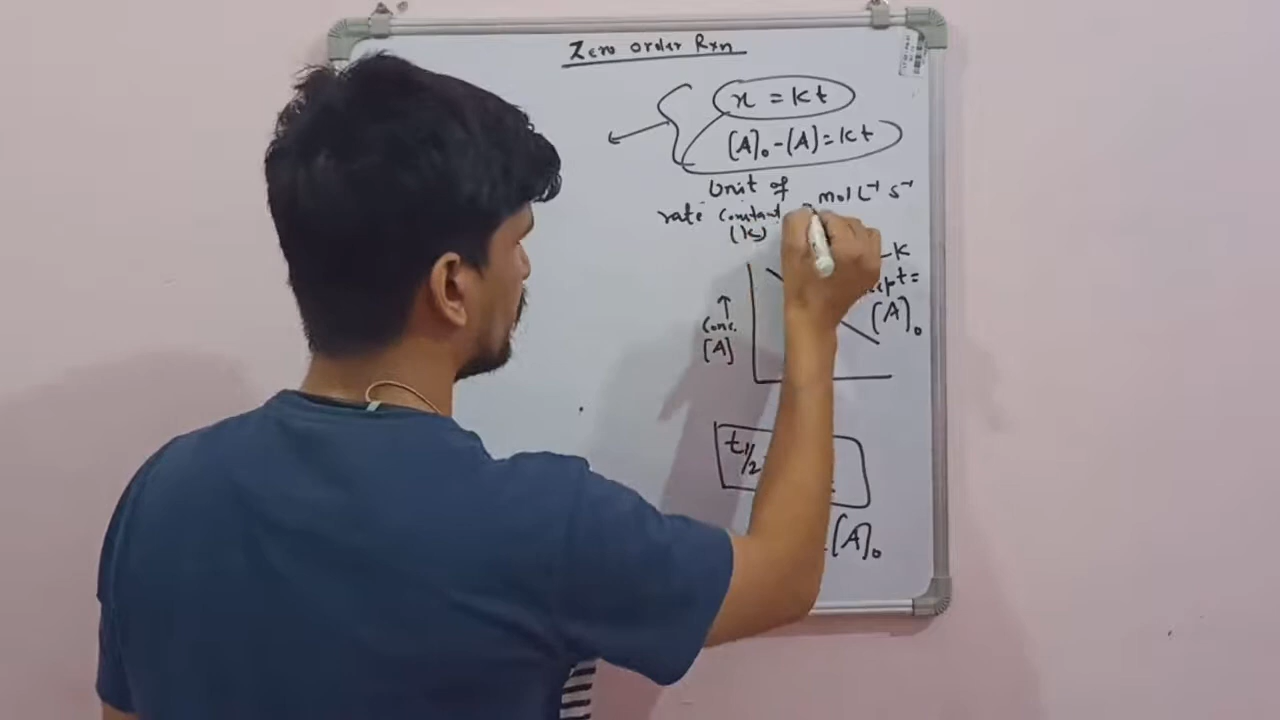 Zero order Rxn
x = kt
[A]₀-[A]=kt
Unit of
rate constant mol L⁻¹ s⁻¹
(k)
-k
t=
↑
Conc. [A]₀
[A]
t½
[A]₀